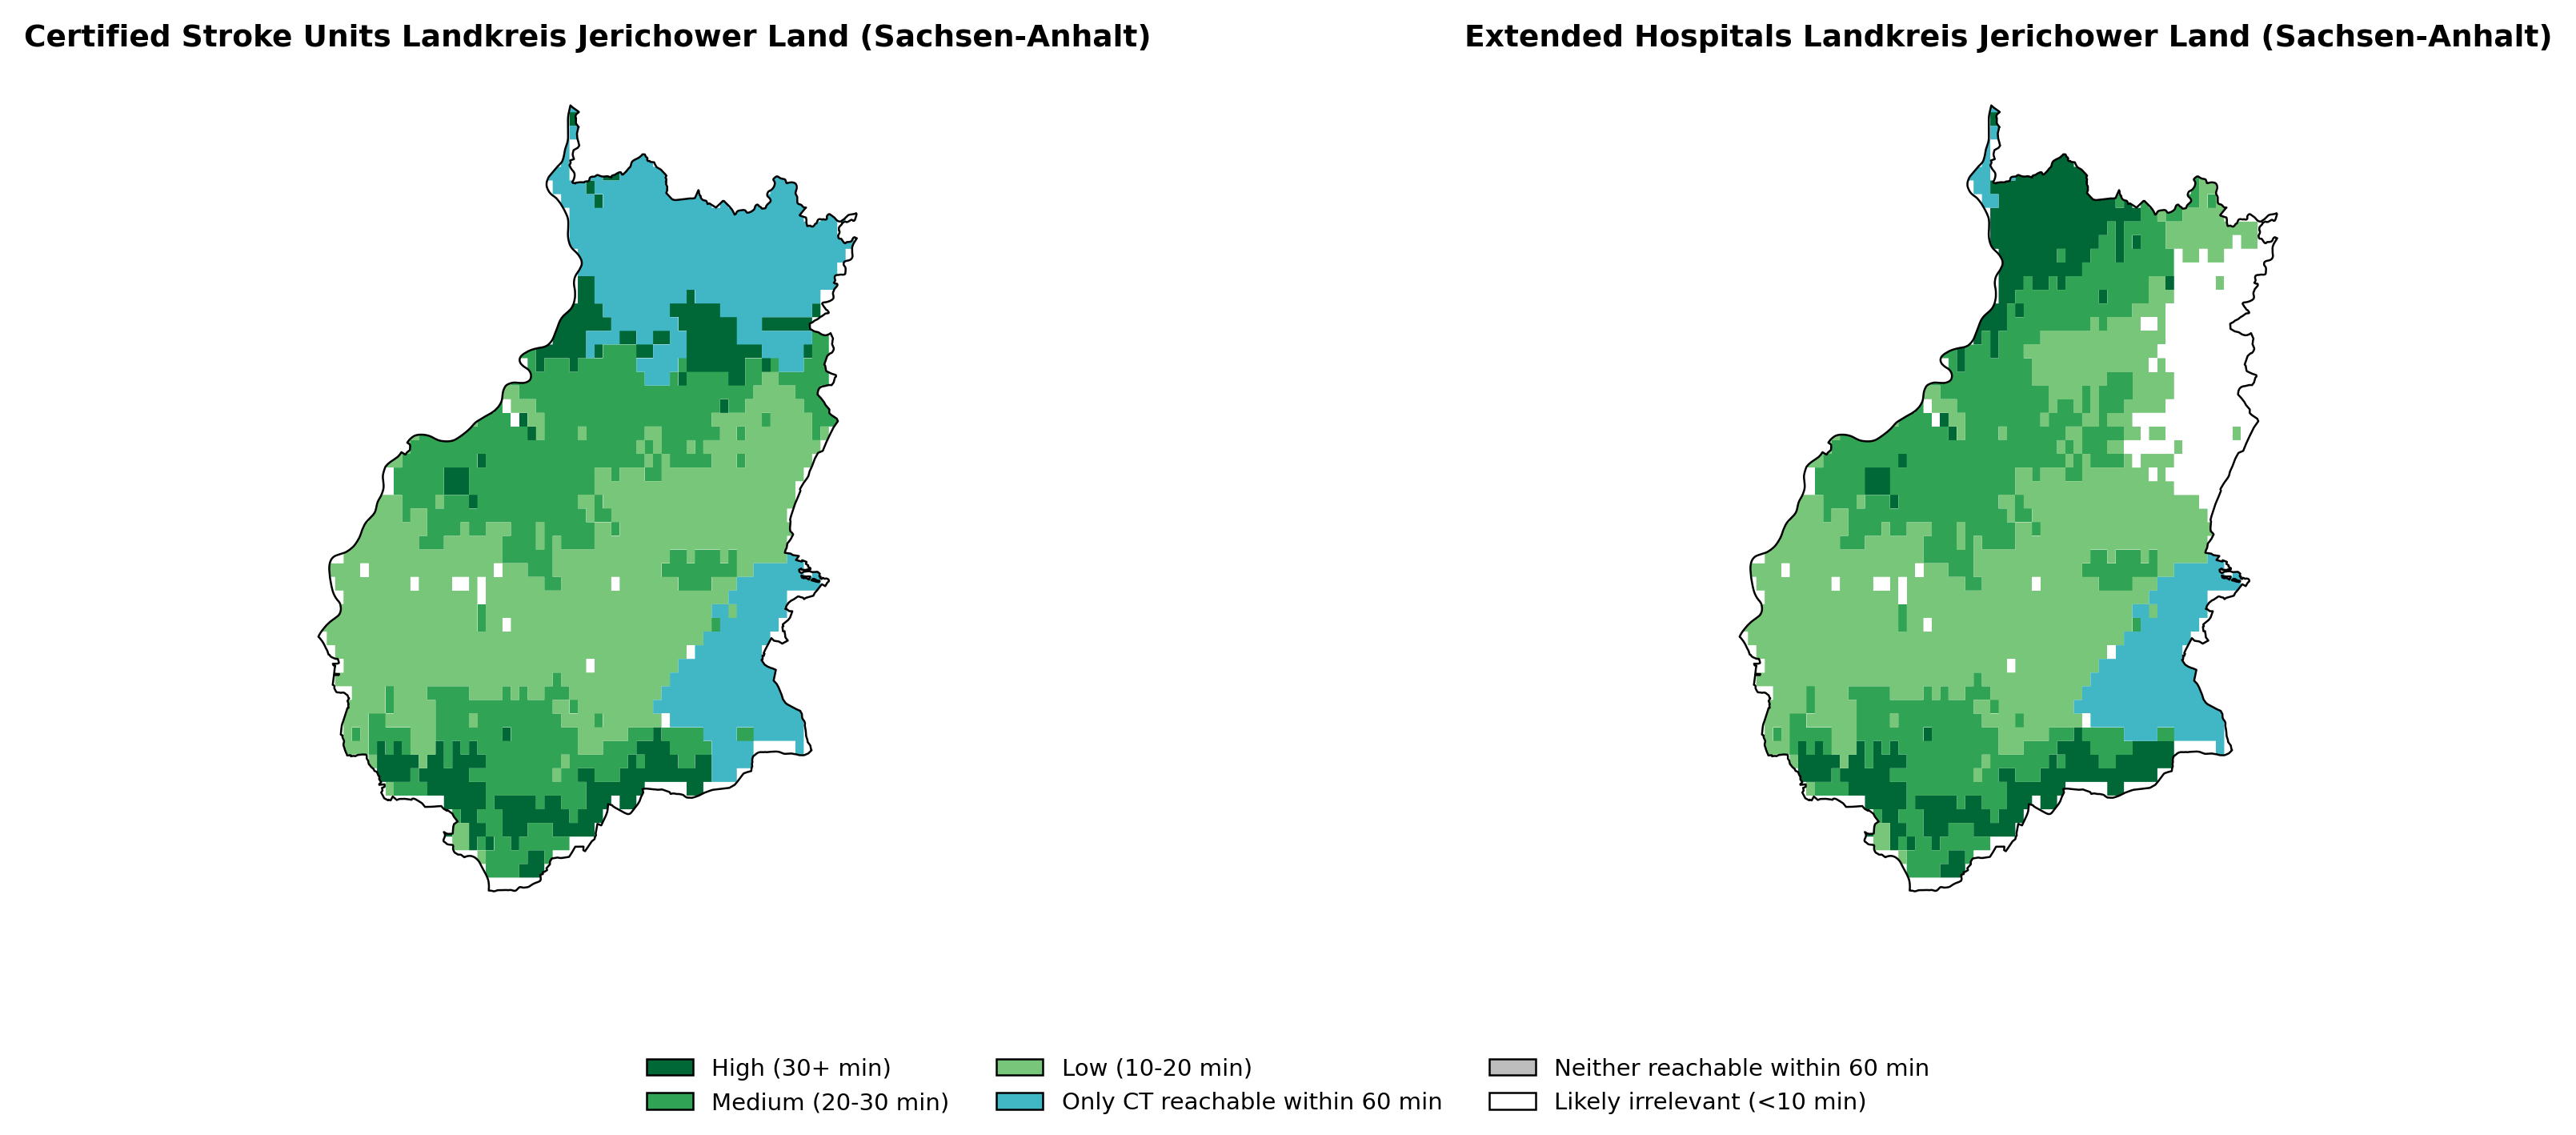 Certified Stroke Units Landkreis Jerichower Land (Sachsen-Anhalt)
Extended Hospitals Landkreis Jerichower Land (Sachsen-Anhalt)
High (30+ min)
Medium (20-30 min)
Low (10-20 min)
Only CT reachable within 60 min
Neither reachable within 60 min
Likely irrelevant (<10 min)